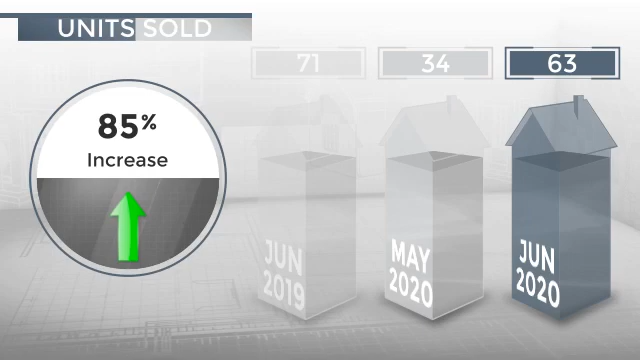 UNITS SOLD
71
34
63
85%
Increase
JUN
2019
MAY
2020
JUN
2020